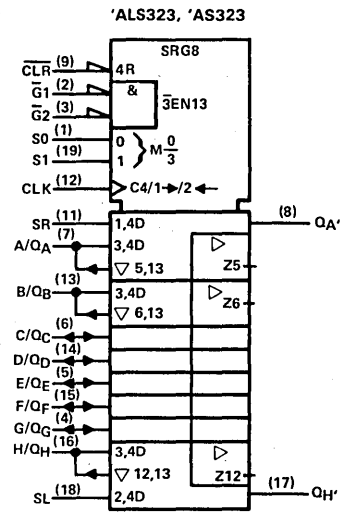 'ALS323, 'AS323
SRG8
CLR (9) 4R
G1 (2) &
3EN13
G2 (3)
S0 (1) 0 } M 0/3
S1 (19) 1
CLK (12) C4/1→/2←
SR (11) 1,4D (8) QA'
A/QA (7) 3,4D ▷
▽ 5,13 Z5
B/QB (13) 3,4D ▷
▽ 6,13 Z6
C/QC (6)
D/QD (14)
E/QE (5)
F/QF (15)
G/QG (4)
H/QH (16) 3,4D ▷
▽ 12,13 Z12
SL (18) 2,4D (17) QH'